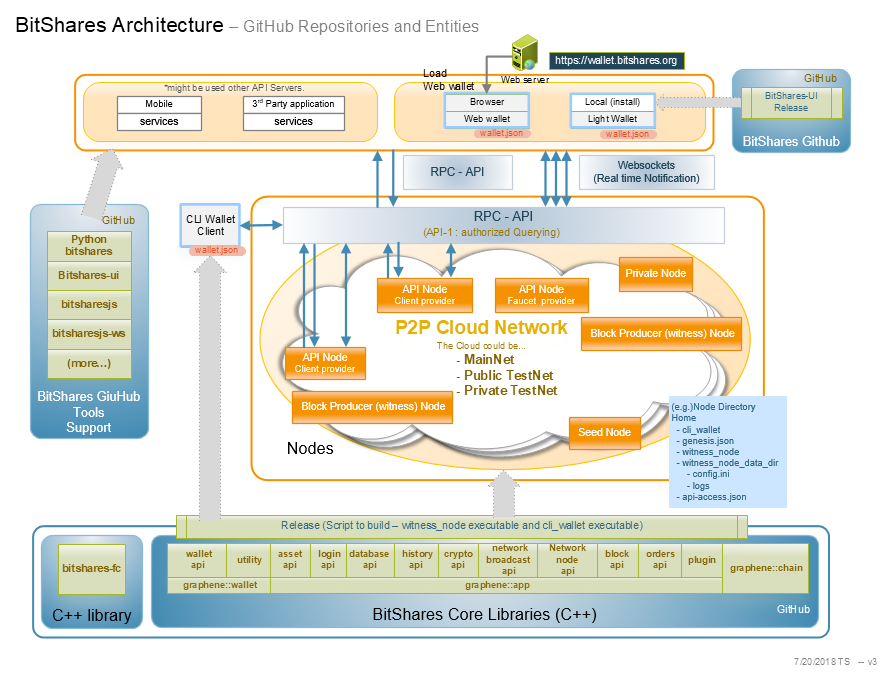 BitShares Architecture – GitHub Repositories and Entities
https://wallet.bitshares.org
Load
Web wallet
Web server
*might be used other API Servers.
Mobile
services
3rd Party application
services
Browser
Web wallet
wallet.json
Local (install)
Light Wallet
wallet.json
GitHub
BitShares-UI
Release
BitShares Github
RPC - API
Websockets
(Real time Notification)
GitHub
Python
bitshares
Bitshares-ui
bitsharesjs
bitsharesjs-ws
(more...)
BitShares GiuHub
Tools
Support
CLI Wallet
Client
wallet.json
RPC - API
(API-1 : authorized Querying)
API Node
Client provider
API Node
Faucet provider
Private Node
P2P Cloud Network
The Cloud could be...
- MainNet
- Public TestNet
- Private TestNet
Block Producer (witness) Node
API Node
Client provider
Block Producer (witness) Node
Seed Node
Nodes
(e.g.)Node Directory
Home
- cli_wallet
- genesis.json
- witness_node
- witness_node_data_dir
- config.ini
- logs
- api-access.json
Release (Script to build – witness_node executable and cli_wallet executable)
bitshares-fc
C++ library
wallet
api
utility
asset
api
login
api
database
api
history
api
crypto
api
network
broadcast
api
Network
node
api
block
api
orders
api
plugin
graphene::chain
graphene::wallet
graphene::app
BitShares Core Libraries (C++)
GitHub
7/20/2018 TS -- v3